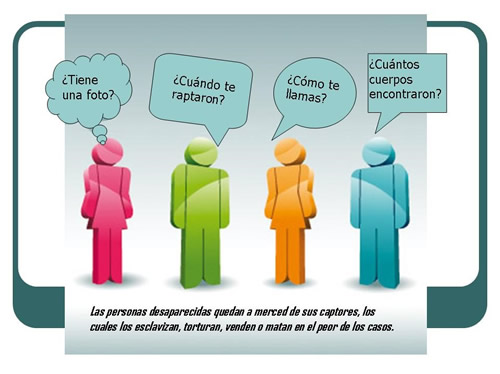 ¿Tiene
una foto?
¿Cuándo te
raptaron?
¿Cómo te
llamas?
¿Cuántos
cuerpos
encontraron?
Las personas desaparecidas quedan a merced de sus captores, los
cuales los esclavizan, torturan, venden o matan en el peor de los casos.